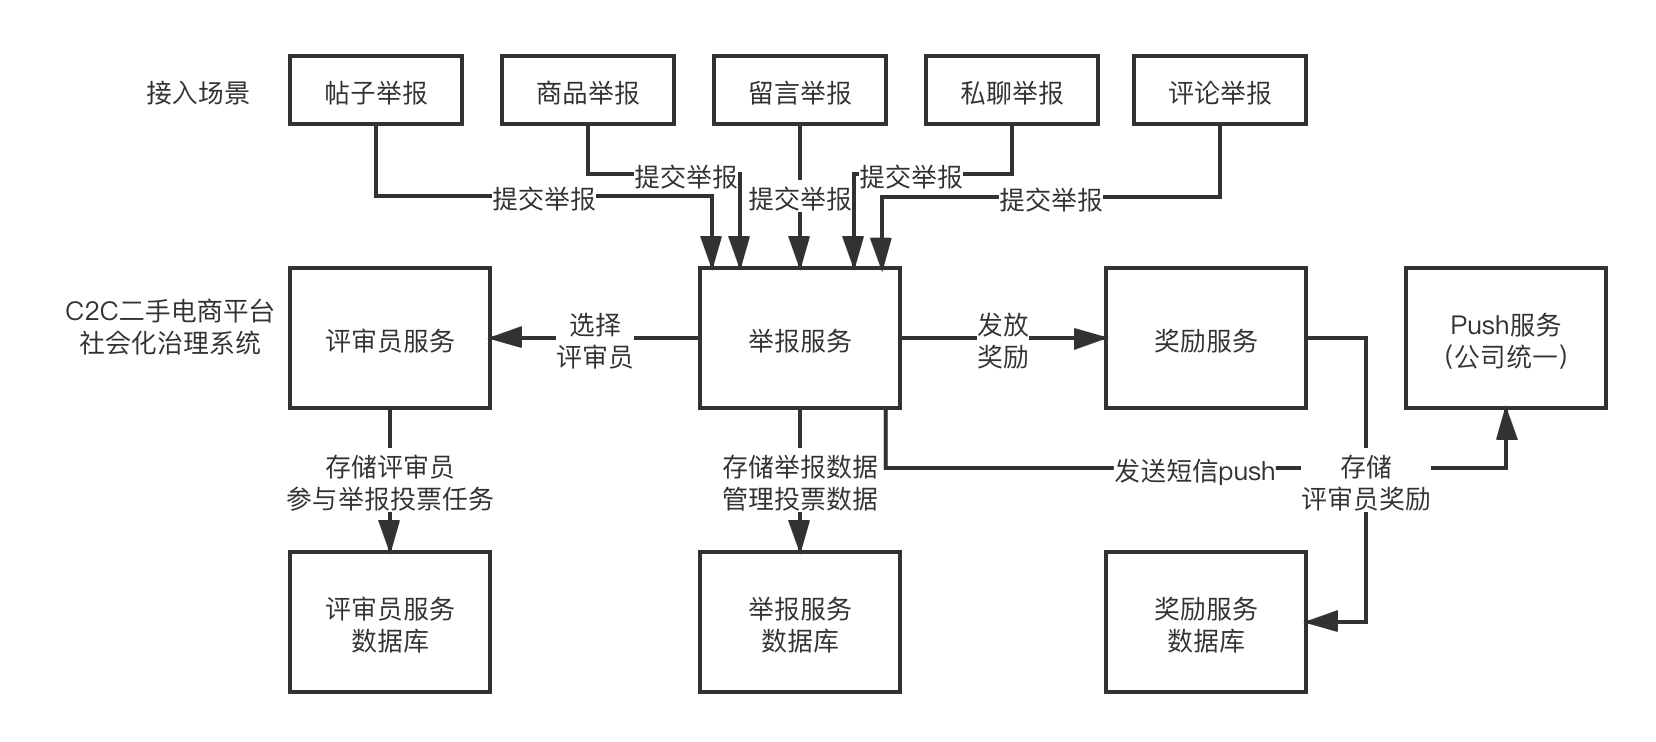 接入场景
帖子举报
商品举报
留言举报
私聊举报
评论举报
提交举报
提交举报
提交举报
提交举报
提交举报
C2C二手电商平台
社会化治理系统
评审员服务
选择
评审员
举报服务
发放
奖励
奖励服务
Push服务
（公司统一）
存储评审员
参与举报投票任务
存储举报数据
管理投票数据
发送短信push
存储
评审员奖励
评审员服务
数据库
举报服务
数据库
奖励服务
数据库